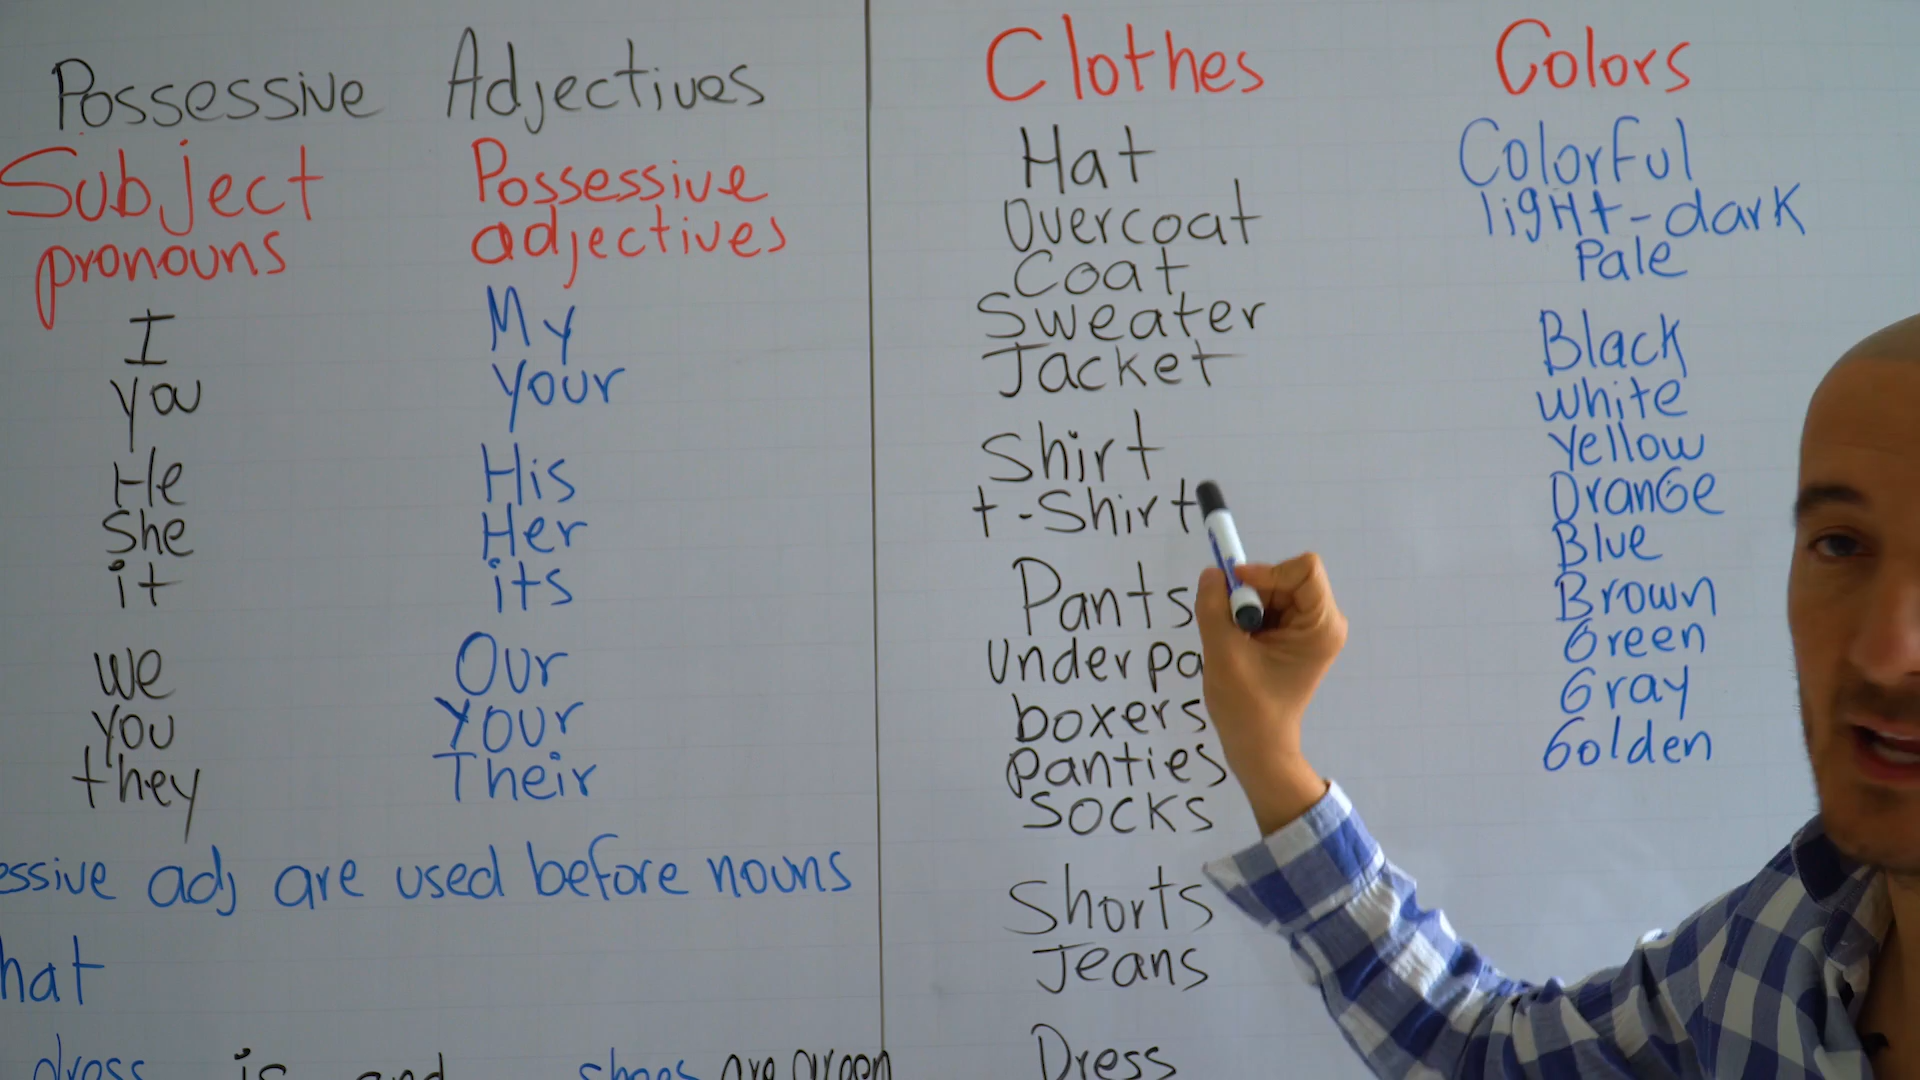 Possessive Adjectives
Subject pronouns
Possessive adjectives
I My
you your
He His
She Her
it its
we Our
you Your
they Their
essive adj are used before nouns
hat
dress is and shoes are green
Clothes
Hat
Overcoat
Coat
Sweater
Jacket
Shirt
t-Shirt
Pants
Underpa
boxers
panties
socks
Shorts
Jeans
Dress
Colors
Colorful
light-dark
Pale
Black
white
yellow
Orange
Blue
Brown
Green
Gray
Golden